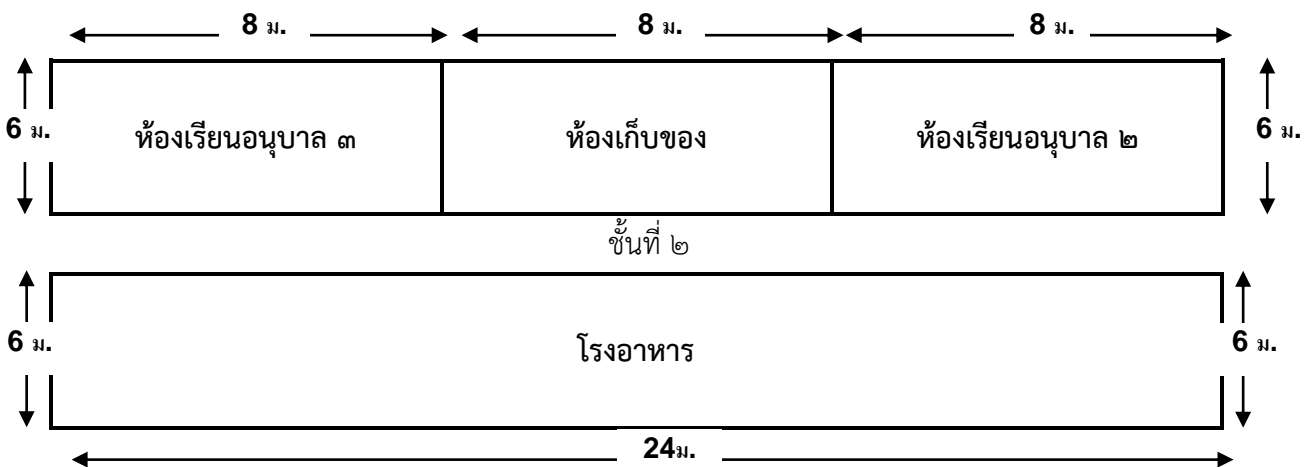 8 ม. 8 ม. 8 ม.
6 ม. ห้องเรียนอนุบาล ๓ ห้องเก็บของ ห้องเรียนอนุบาล ๒ 6 ม.
ชั้นที่ ๒
6 ม. โรงอาหาร 6 ม.
24ม.